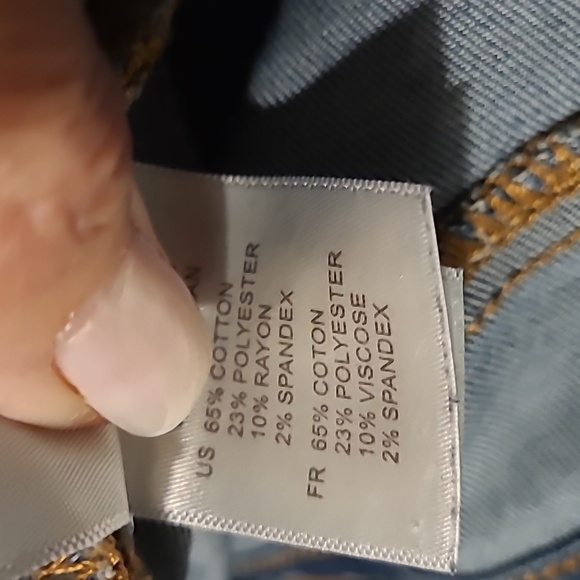 US 65% COTTON
23% POLYESTER
10% RAYON
2% SPANDEX
FR 65% COTON
23% POLYESTER
10% VISCOSE
2% SPANDEX